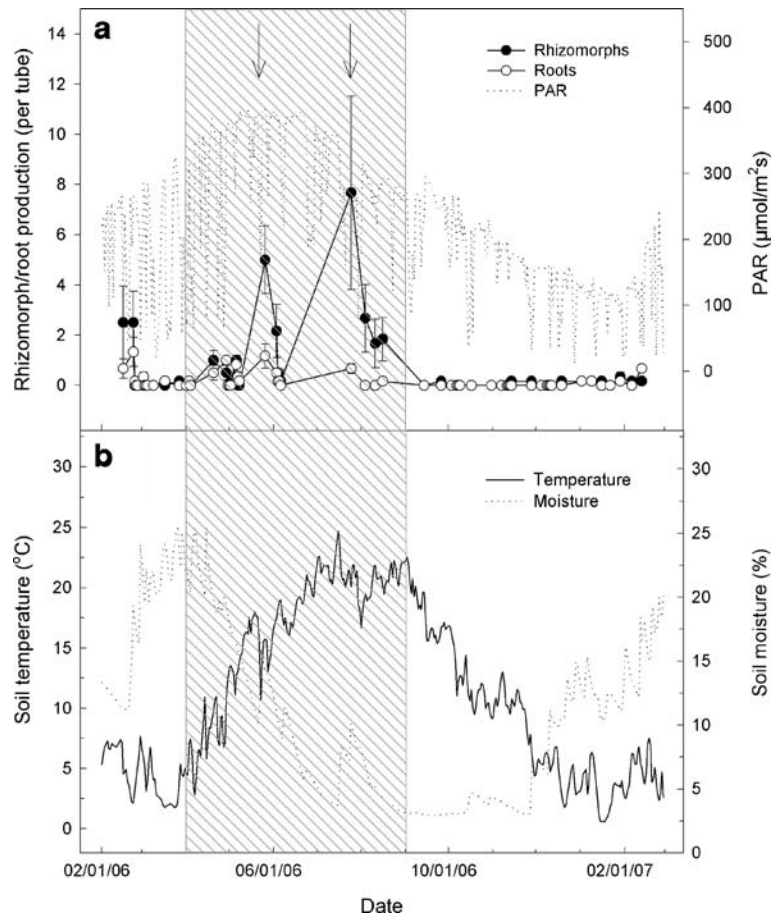 a
Rhizomorphs
Roots
PAR
Rhizomorph/root production (per tube)
14
12
10
8
6
4
2
0
PAR (µmol/m²s)
500
400
300
200
100
0
b
Temperature
Moisture
Soil temperature (°C)
30
25
20
15
10
5
0
Soil moisture (%)
30
25
20
15
10
5
0
02/01/06
06/01/06
10/01/06
02/01/07
Date